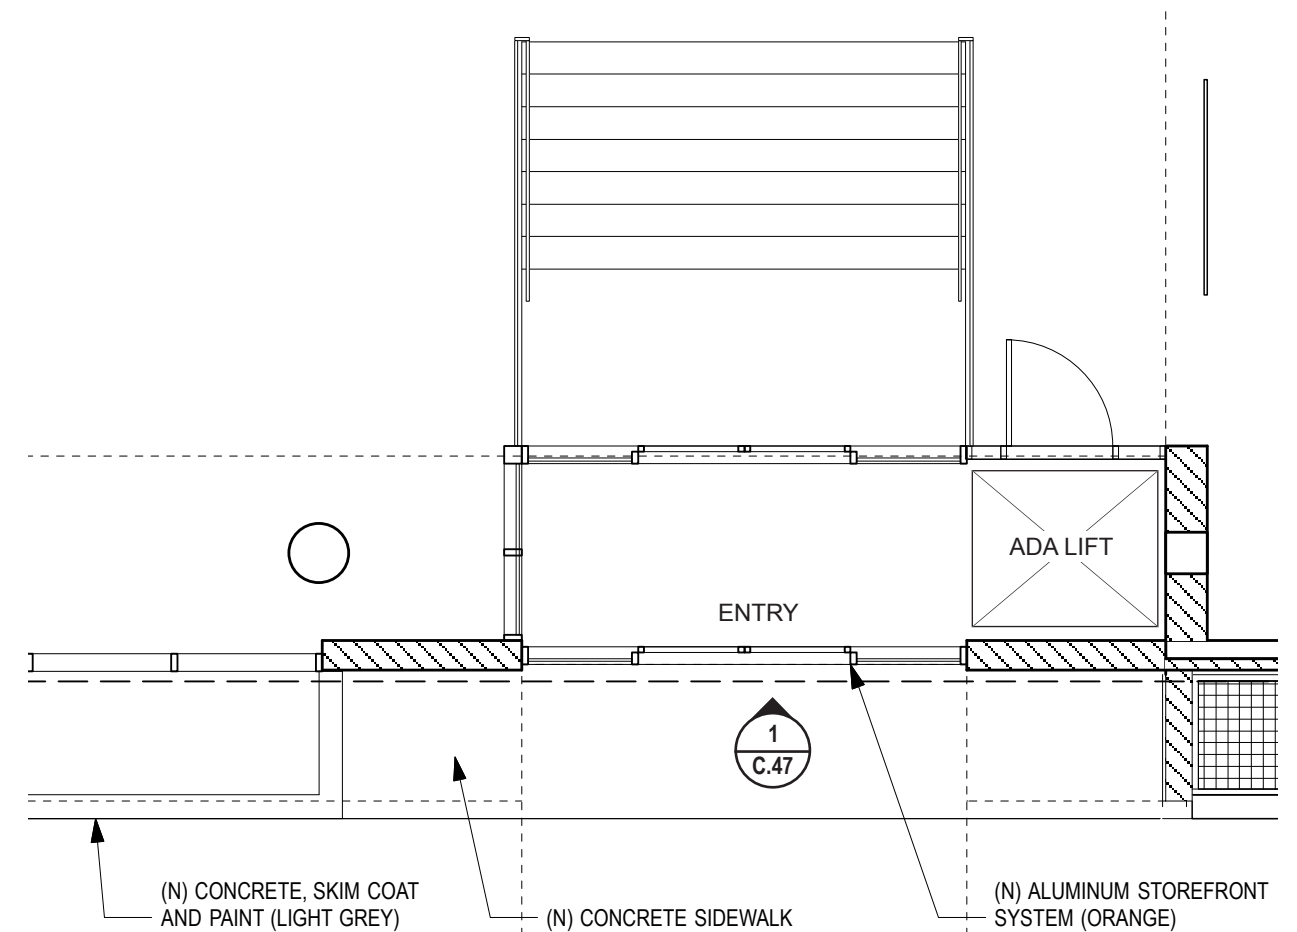 ADA LIFT
ENTRY
1
C.47
(N) CONCRETE, SKIM COAT
AND PAINT (LIGHT GREY)
(N) CONCRETE SIDEWALK
(N) ALUMINUM STOREFRONT
SYSTEM (ORANGE)